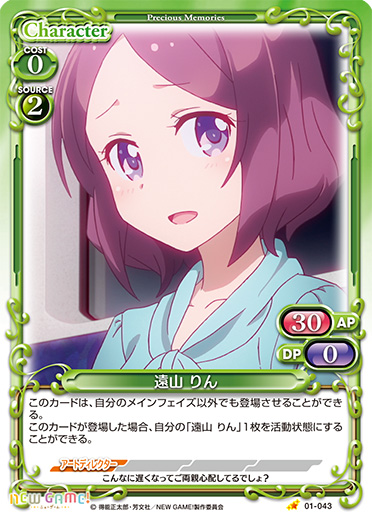 Precious Memories
Character
COST
0
SOURCE
2
30 AP
DP 0
遠山 りん
このカードは、自分のメインフェイズ以外でも登場させることができ
る。
このカードが登場した場合、自分の「遠山 りん」1枚を活動状態にする
ことができる。
アートディレクター
こんなに遅くなってご両親心配してるでしょ?
NEW GAME!
01-043
© 得能正太郎・芳文社/NEW GAME!製作委員会